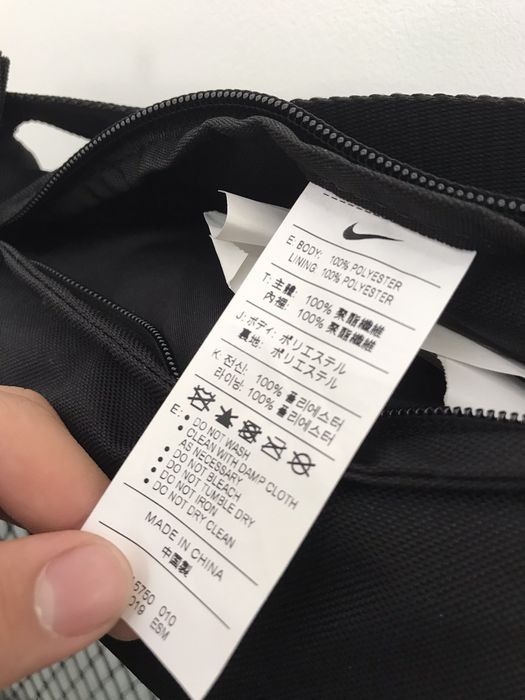 E: BODY: 100% POLYESTER
LINING: 100% POLYESTER
T: 主體: 100% 聚酯纖維
內裡: 100% 聚酯纖維
J: ボディ: ポリエステル
裏地: ポリエステル
K: 전신: 100% 폴리에스터
라이닝: 100% 폴리에스터
E: • DO NOT WASH
• CLEAN WITH DAMP CLOTH
AS NECESSARY
• DO NOT BLEACH
• DO NOT TUMBLE DRY
• DO NOT IRON
• DO NOT DRY CLEAN
MADE IN CHINA
中國製
5750 010
019 ESM